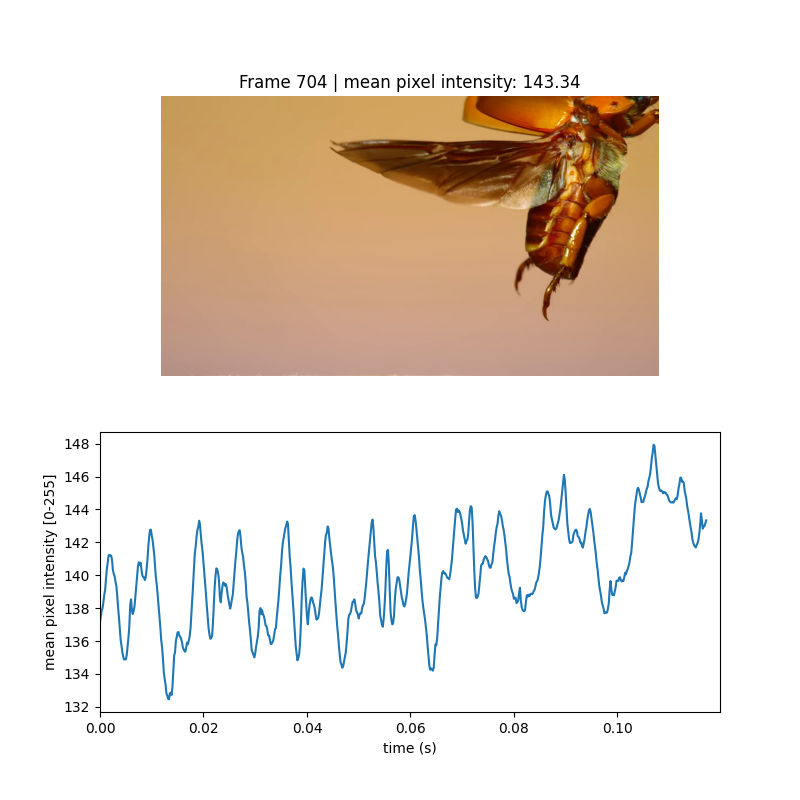 Frame 704 | mean pixel intensity: 143.34
148
146
144
142
140
138
136
134
132
mean pixel intensity [0-255]
0.00 0.02 0.04 0.06 0.08 0.10
time (s)